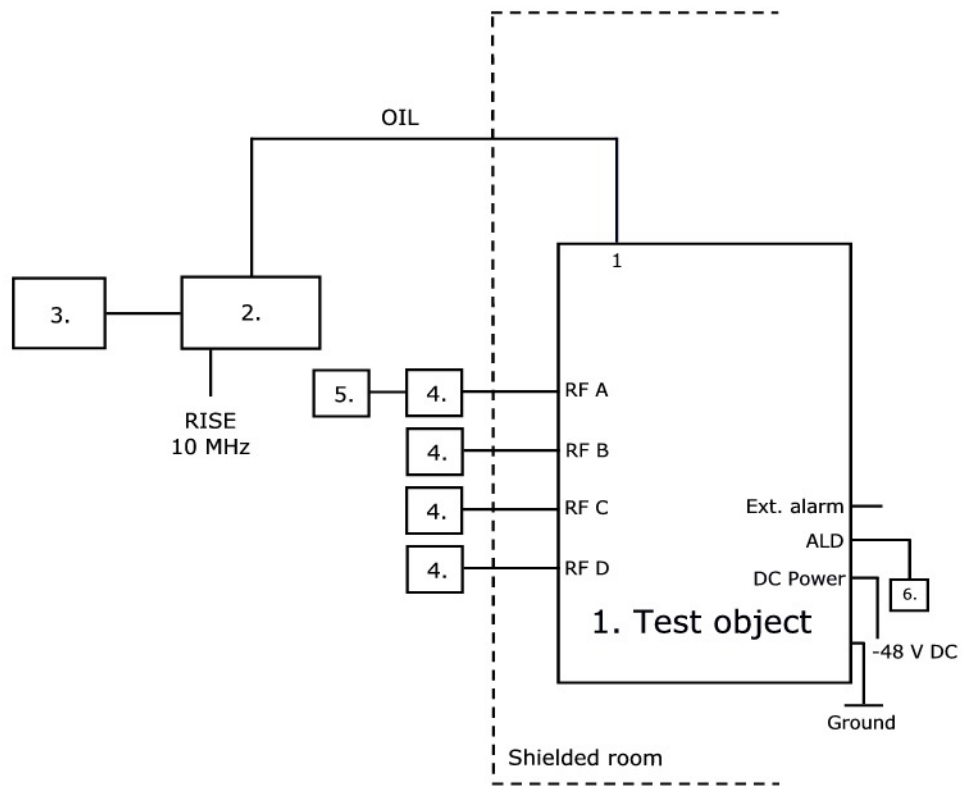 OIL
1
3.
2.
RISE
10 MHz
5.
4.
RF A
4.
RF B
4.
RF C
4.
RF D
Ext. alarm
ALD
DC Power
6.
1. Test object
-48 V DC
Ground
Shielded room